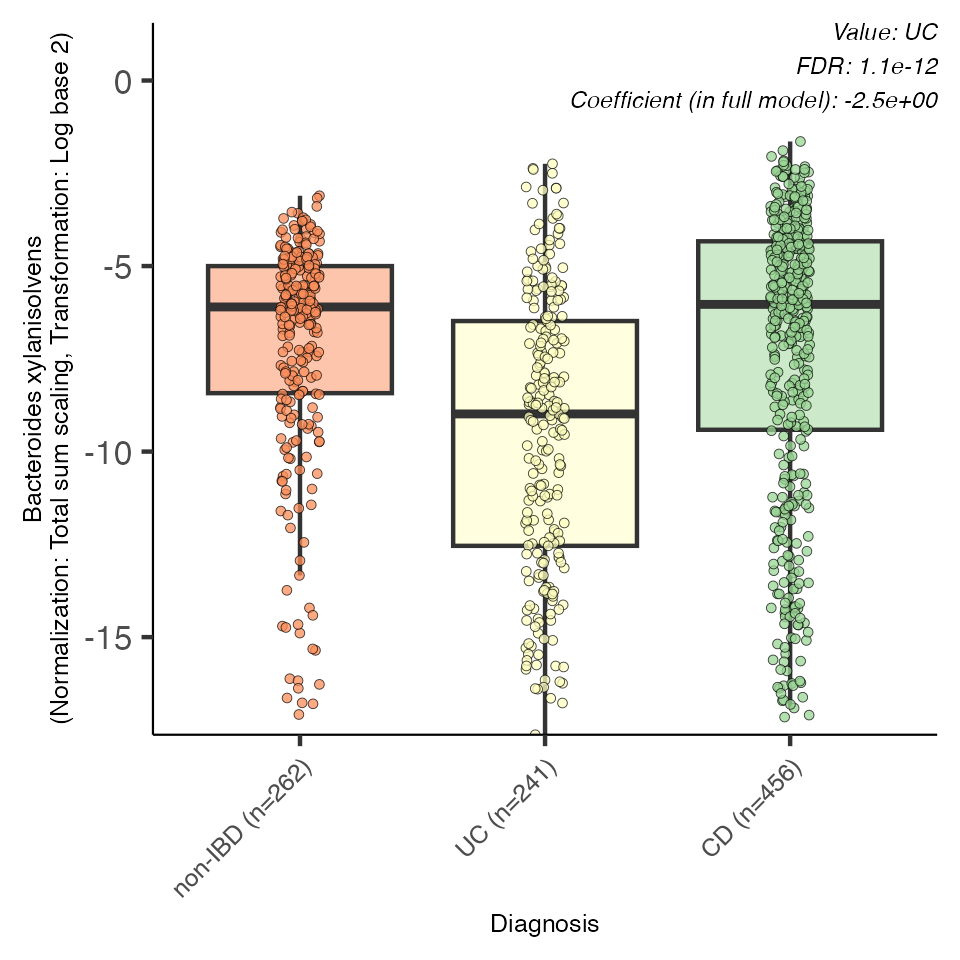 Value: UC
FDR: 1.1e-12
Coefficient (in full model): -2.5e+00
Bacteroides xylanisolvens
(Normalization: Total sum scaling, Transformation: Log base 2)
0
-5
-10
-15
non-IBD (n=262)
UC (n=241)
CD (n=456)
Diagnosis